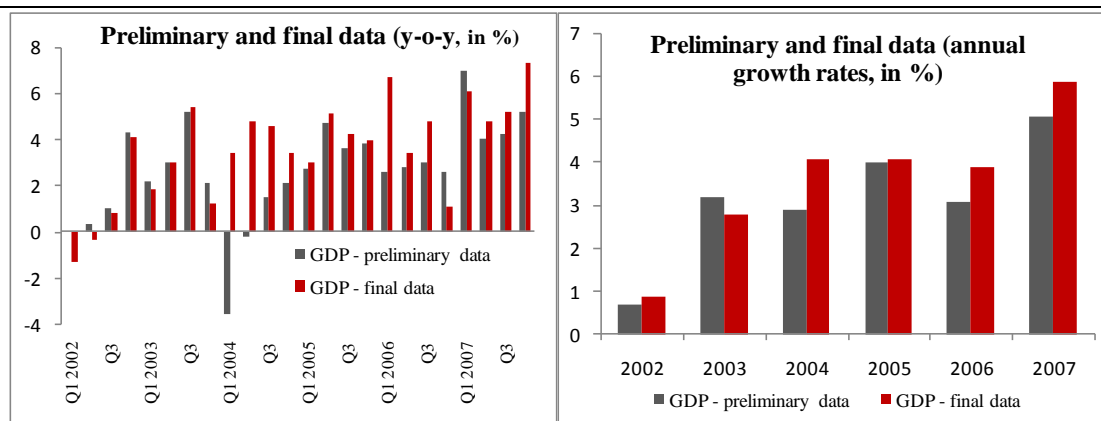 Preliminary and final data (y-o-y, in %)
8
6
4
2
0
-2
-4
GDP - preliminary data
GDP - final data
Q1 2002
Q3
Q1 2003
Q3
Q1 2004
Q3
Q1 2005
Q3
Q1 2006
Q3
Q1 2007
Q3
Preliminary and final data (annual
growth rates, in %)
7
6
5
4
3
2
1
0
2002 2003 2004 2005 2006 2007
GDP - preliminary data GDP - final data